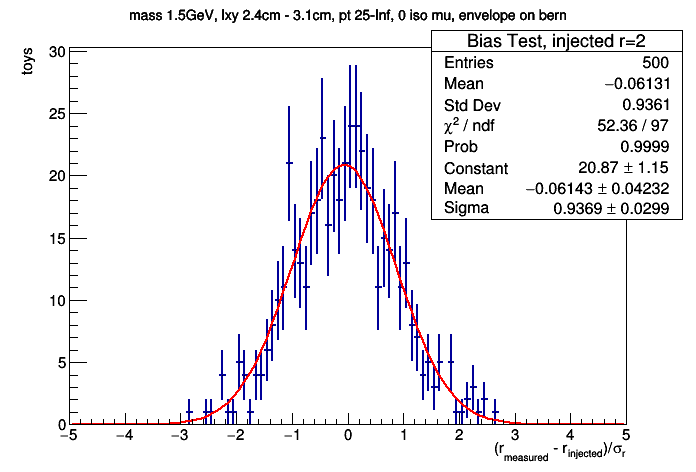 mass 1.5GeV, lxy 2.4cm - 3.1cm, pt 25-Inf, 0 iso mu, envelope on bern
toys
Bias Test, injected r=2
Entries 500
Mean −0.06131
Std Dev 0.9361
χ² / ndf 52.36 / 97
Prob 0.9999
Constant 20.87 ± 1.15
Mean −0.06143 ± 0.04232
Sigma 0.9369 ± 0.0299
30
25
20
15
10
5
0
−5 −4 −3 −2 −1 0 1 2 3 4 5
(r_measured - r_injected)/σ_r